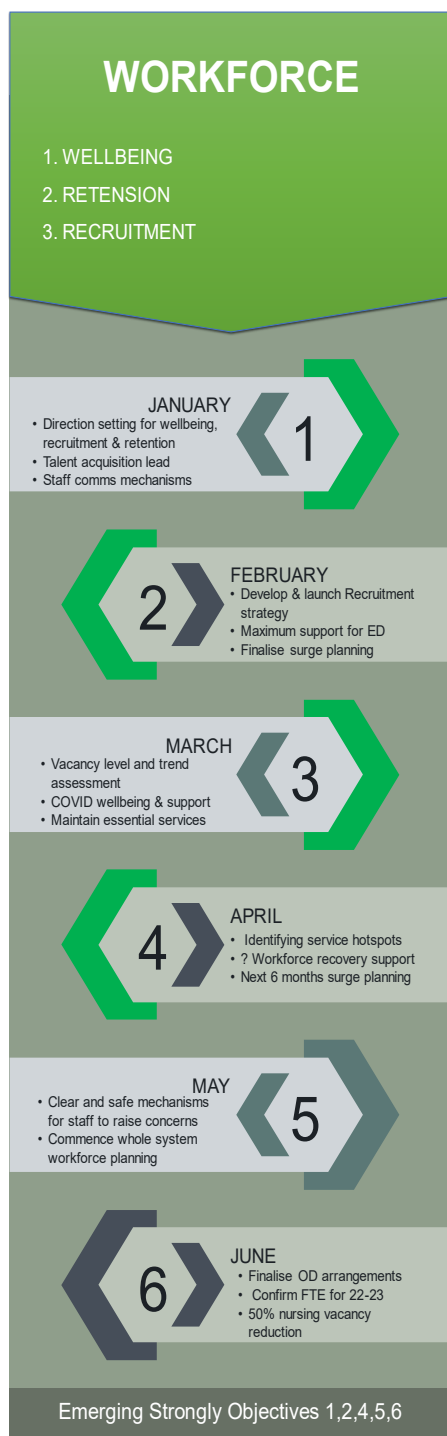 WORKFORCE
1. WELLBEING
2. RETENSION
3. RECRUITMENT
JANUARY
• Direction setting for wellbeing,
recruitment & retention
• Talent acquisition lead
• Staff comms mechanisms
1
2
FEBRUARY
• Develop & launch Recruitment
strategy
• Maximum support for ED
• Finalise surge planning
MARCH
• Vacancy level and trend
assessment
• COVID wellbeing & support
• Maintain essential services
3
4
APRIL
• Identifying service hotspots
• ? Workforce recovery support
• Next 6 months surge planning
MAY
• Clear and safe mechanisms
for staff to raise concerns
• Commence whole system
workforce planning
5
6
JUNE
• Finalise OD arrangements
• Confirm FTE for 22-23
• 50% nursing vacancy
reduction
Emerging Strongly Objectives 1,2,4,5,6